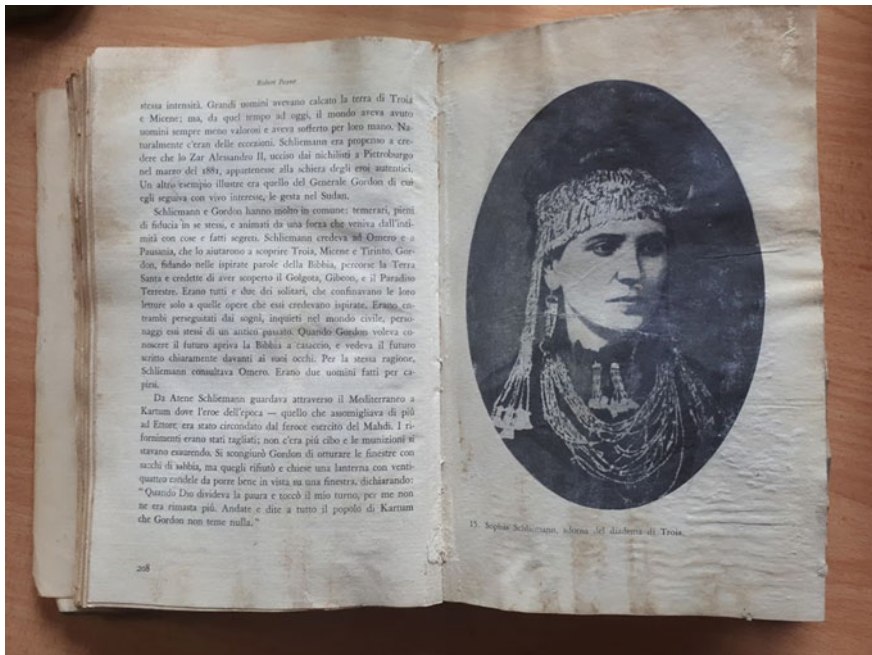 Robert Payne
stessa intensità. Grandi uomini avevano calcato la terra di Troia
e Micene; ma, da quel tempo ad oggi, il mondo aveva avuto
uomini sempre meno valorosi e aveva sofferto per loro mano. Na-
turalmente c'eran delle eccezioni. Schliemann era propenso a cre-
dere che lo Zar Alessandro II, ucciso dai nichilisti a Pietroburgo
nel marzo del 1881, appartenesse alla schiera degli eroi autentici.
Un altro esempio illustre era quello del Generale Gordon di cui
egli seguiva con vivo interesse, le gesta nel Sudan.
Schliemann e Gordon hanno molto in comune: temerari, pieni
di fiducia in se stessi, e animati da una forza che veniva dall'inti-
mità con cose e fatti segreti. Schliemann credeva ad Omero e a
Pausania, che lo aiutarono a scoprire Troia, Micene e Tirinto. Gor-
don, fidando nelle ispirate parole della Bibbia, percorse la Terra
Santa e credette di aver scoperto il Golgota, Gibeon, e il Paradiso
Terrestre. Erano tutti e due dei solitari, che confinavano le loro
letture solo a quelle opere che essi credevano ispirate. Erano en-
trambi perseguitati dai sogni, inquieti nel mondo civile, perso-
naggi essi stessi di un antico passato. Quando Gordon voleva co-
noscere il futuro apriva la Bibbia a casaccio, e vedeva il futuro
scritto chiaramente davanti ai suoi occhi. Per la stessa ragione,
Schliemann consultava Omero. Erano due uomini fatti per ca-
pirsi.
Da Atene Schliemann guardava attraverso il Mediterraneo a
Kartum dove l'eroe dell'epoca — quello che assomigliava di più
ad Ettore, era stato circondato dal feroce esercito del Mahdi. I ri-
fornimenti erano stati tagliati; non c'era più cibo e le munizioni si
stavano esaurendo. Si scongiurò Gordon di otturare le finestre con
sacchi di sabbia, ma quegli rifiutò e chiese una lanterna con venti-
quattro candele da porre bene in vista su una finestra, dichiarando:
"Quando Dio divideva la paura e toccò il mio turno, per me non
ne era rimasta più. Andate e dite a tutto il popolo di Kartum
che Gordon non teme nulla."
208
15. Sophia Schliemann, adorna del diadema di Troia.